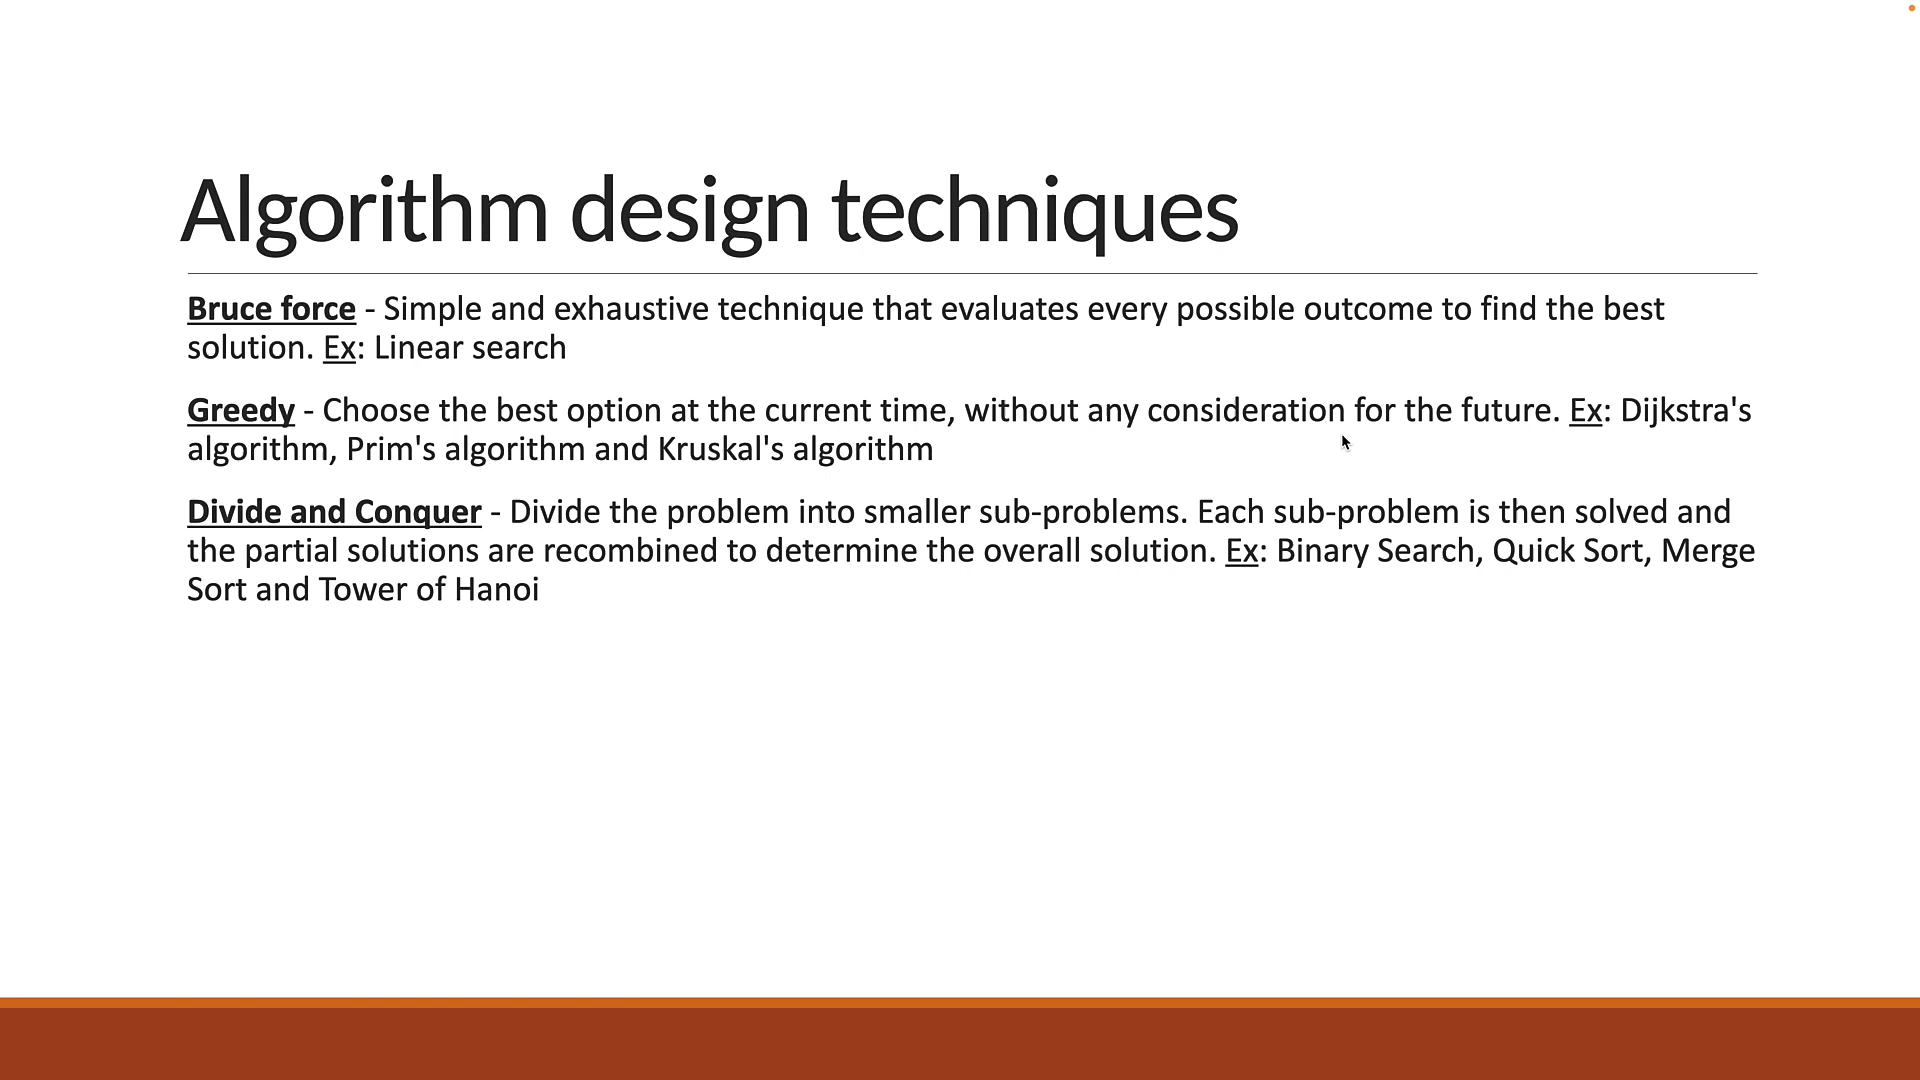 Algorithm design techniques
Bruce force - Simple and exhaustive technique that evaluates every possible outcome to find the best
solution. Ex: Linear search
Greedy - Choose the best option at the current time, without any consideration for the future. Ex: Dijkstra's
algorithm, Prim's algorithm and Kruskal's algorithm
Divide and Conquer - Divide the problem into smaller sub-problems. Each sub-problem is then solved and
the partial solutions are recombined to determine the overall solution. Ex: Binary Search, Quick Sort, Merge
Sort and Tower of Hanoi